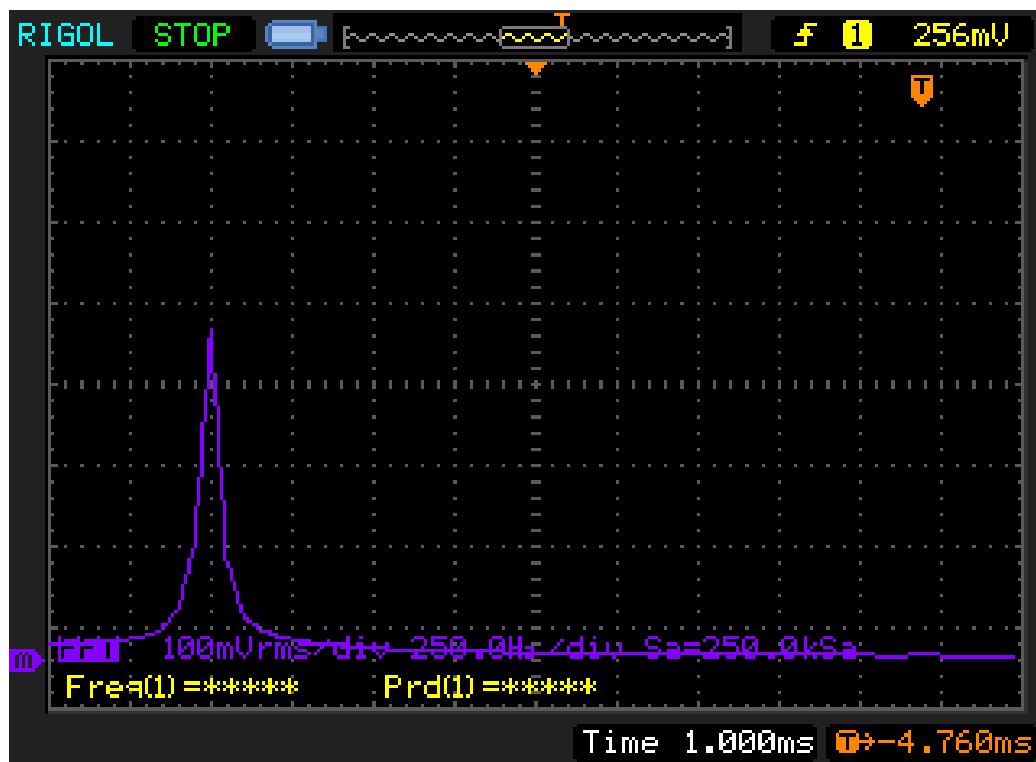 RIGOL STOP T 1 256mV
T
M
FFT 100mVrms/div 250.0Hz/div Sa=250.0kSa
Freq(1)=***** Prd(1)=*****
Time 1.000ms T→-4.760ms